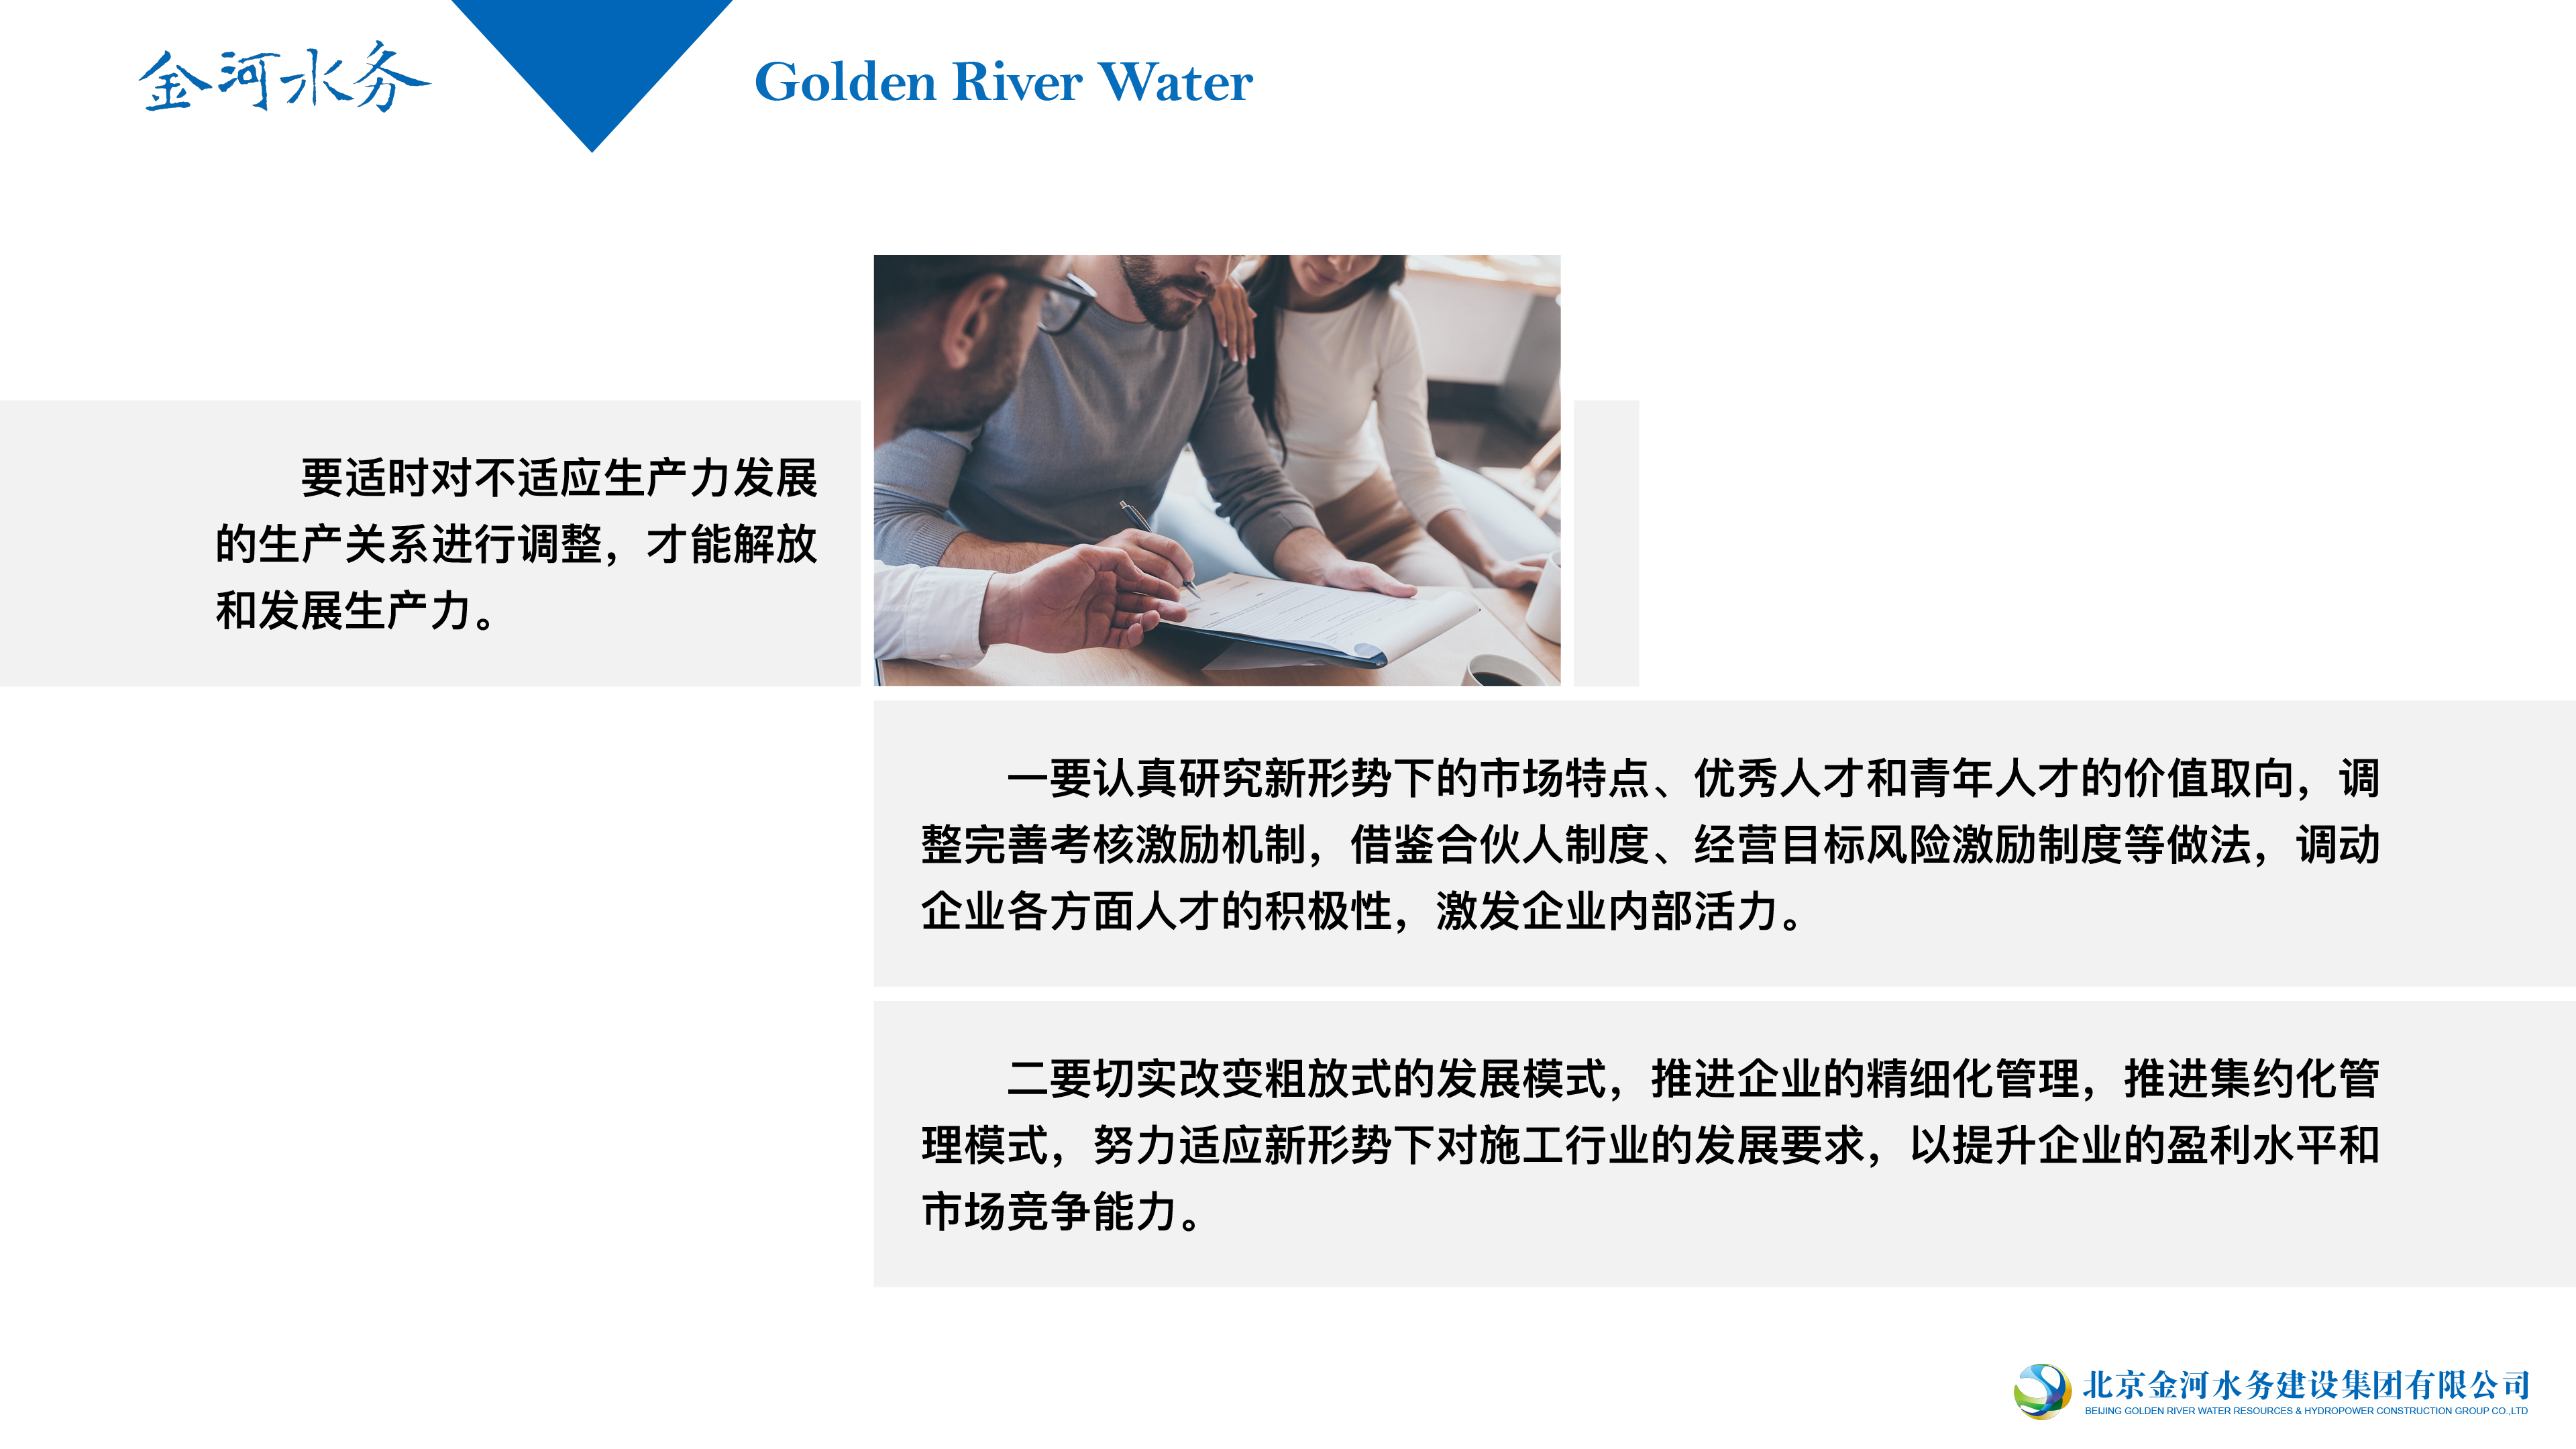 金河水务
Golden River Water
要适时对不适应生产力发展
的生产关系进行调整，才能解放
和发展生产力。
一要认真研究新形势下的市场特点、优秀人才和青年人才的价值取向，调
整完善考核激励机制，借鉴合伙人制度、经营目标风险激励制度等做法，调动
企业各方面人才的积极性，激发企业内部活力。
二要切实改变粗放式的发展模式，推进企业的精细化管理，推进集约化管
理模式，努力适应新形势下对施工行业的发展要求，以提升企业的盈利水平和
市场竞争能力。
北京金河水务建设集团有限公司
BEIJING GOLDEN RIVER WATER RESOURCES & HYDROPOWER CONSTRUCTION GROUP CO.,LTD